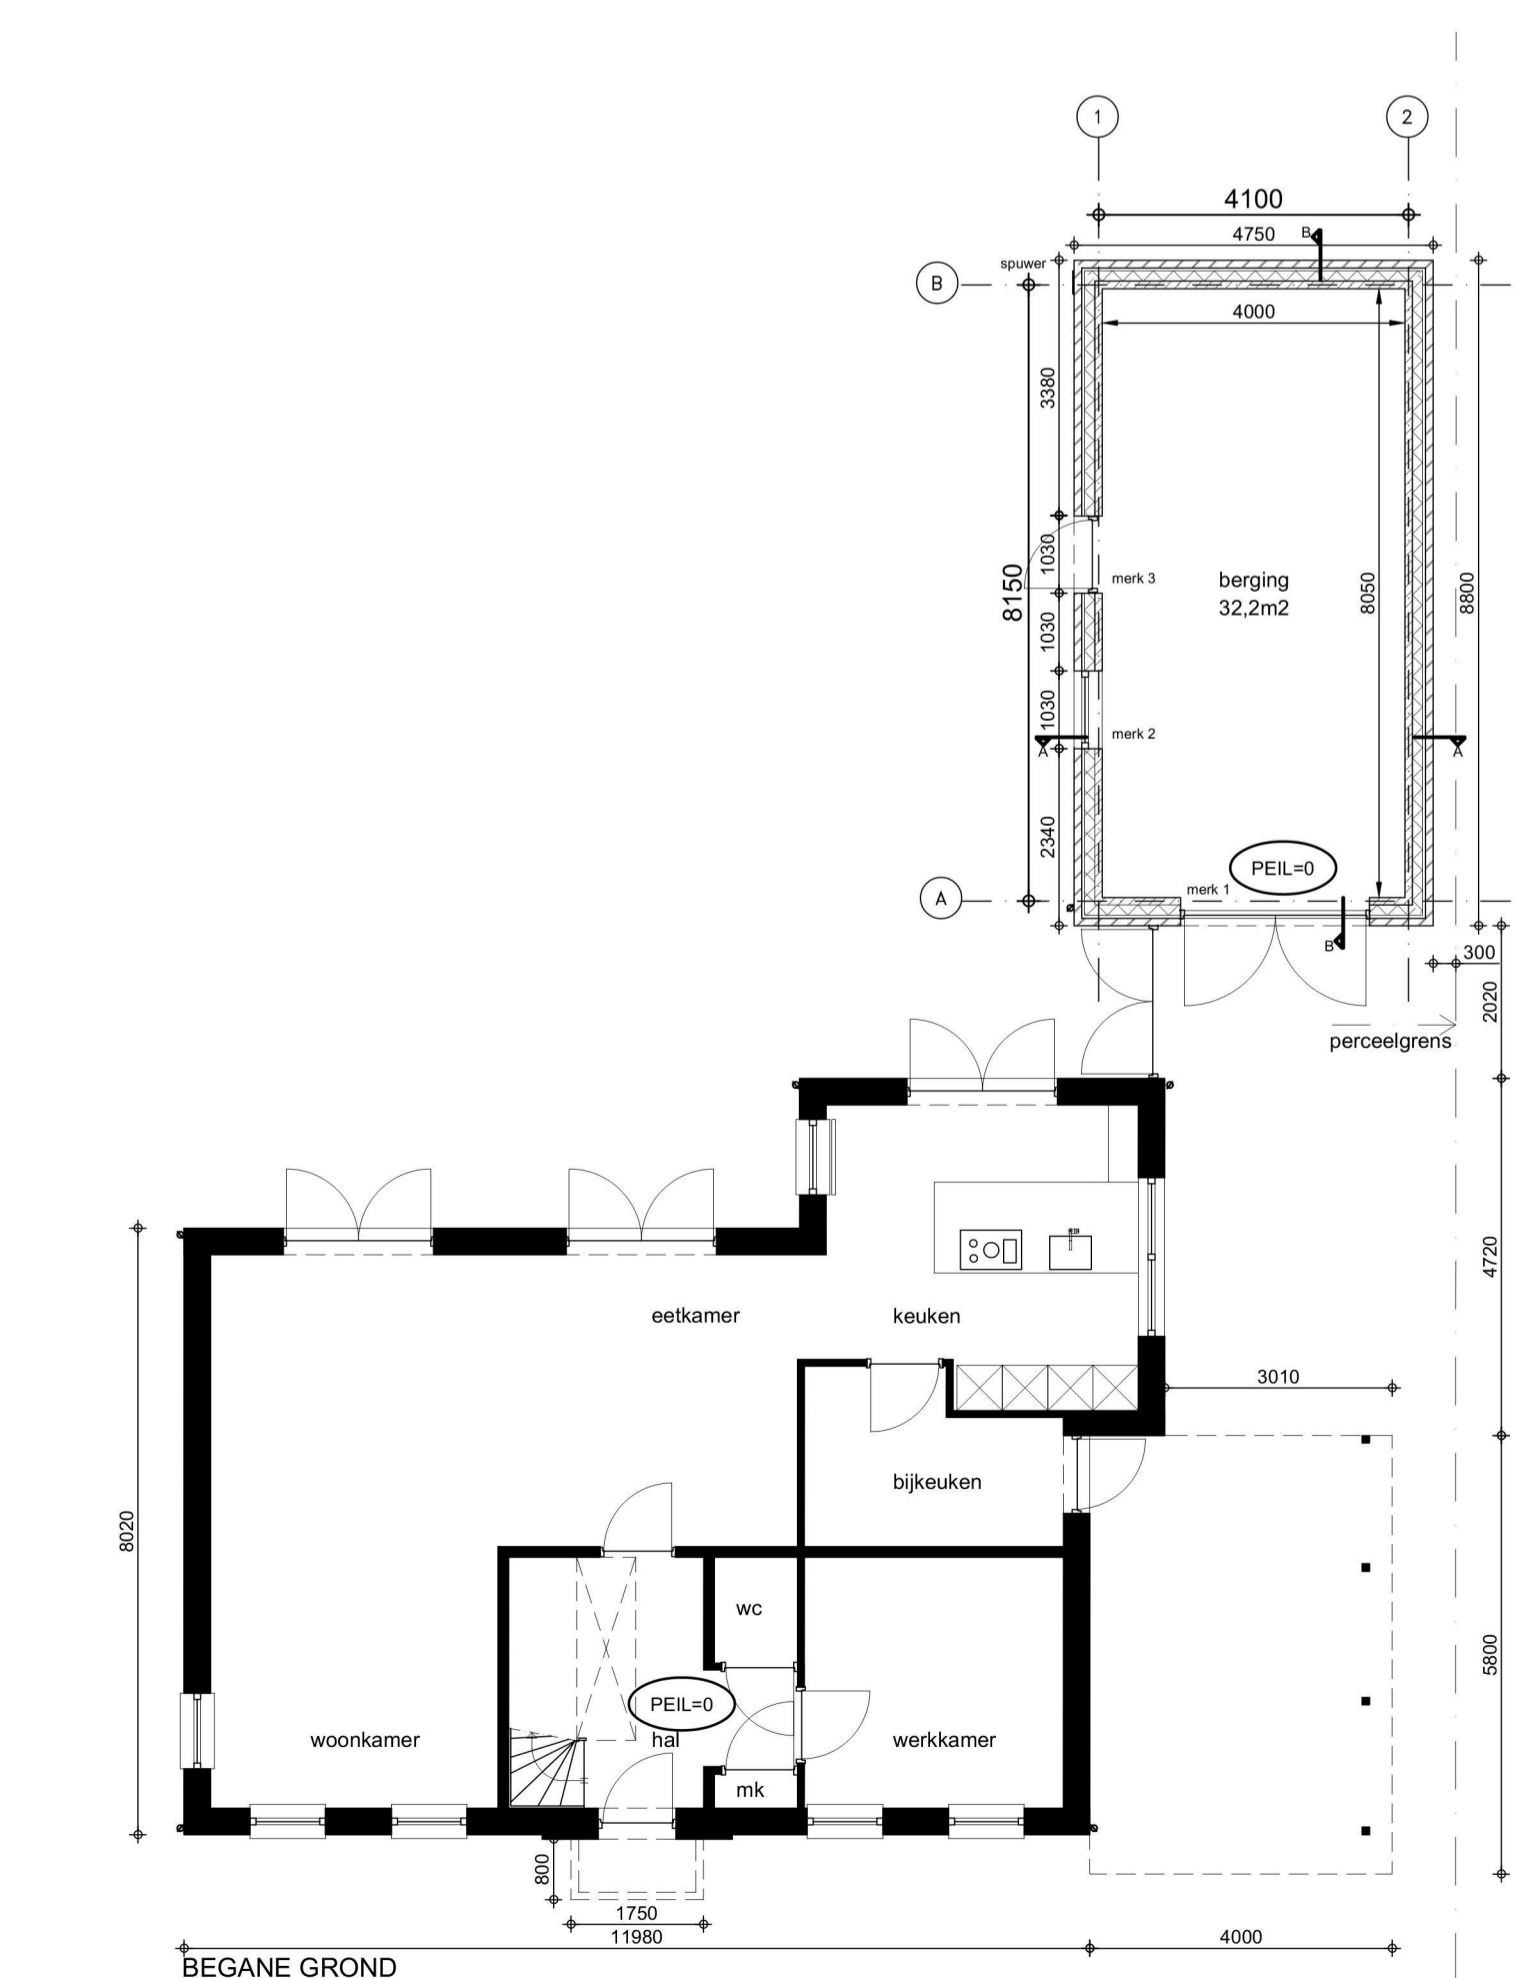 1
2
4100
4750
B
spuwer
B
4000
3380
1030
merk 3
8150
berging
32,2m2
8050
8800
1030
1030
merk 2
A
A
2340
PEIL=0
merk 1
A
B
300
2020
perceelgrens
4720
eetkamer
keuken
3010
bijkeuken
8020
wc
5800
PEIL=0
woonkamer
hal
werkkamer
mk
800
1750
11980
4000
BEGANE GROND